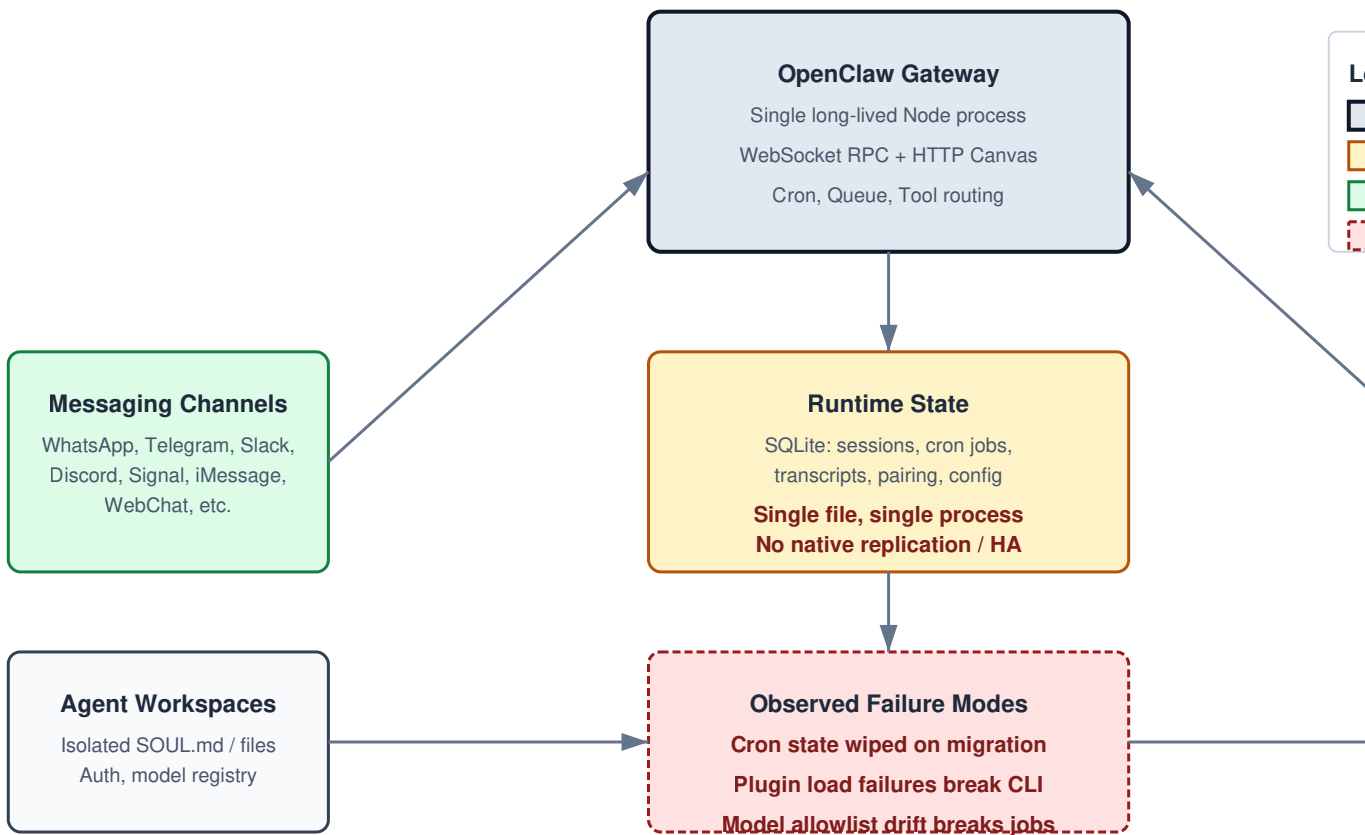 OpenClaw Gateway
Single long-lived Node process
WebSocket RPC + HTTP Canvas
Cron, Queue, Tool routing
Messaging Channels
WhatsApp, Telegram, Slack,
Discord, Signal, iMessage,
WebChat, etc.
Runtime State
SQLite: sessions, cron jobs,
transcripts, pairing, config
Single file, single process
No native replication / HA
Agent Workspaces
Isolated SOUL.md / files
Auth, model registry
Observed Failure Modes
Cron state wiped on migration
Plugin load failures break CLI
Model allowlist drift breaks jobs